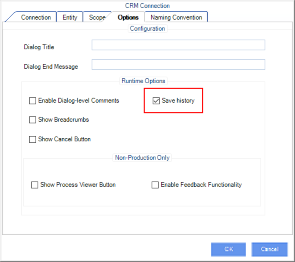 CRM Connection
Connection Entity Scope Options Naming Convention
Configuration
Dialog Title
Dialog End Message
Runtime Options
Enable Dialog-level Comments Save history
Show Breadcrumbs
Show Cancel Button
Non-Production Only
Show Process Viewer Button Enable Feedback Functionality
OK Cancel